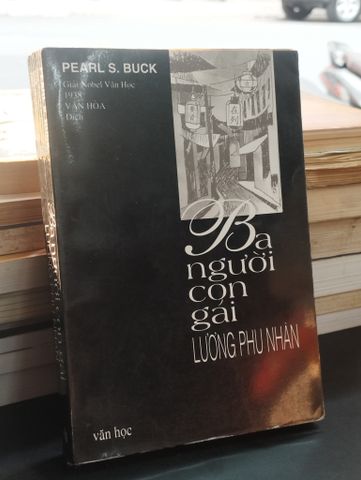 PEARL S. BUCK
Giải Nobel Văn Học
1938
VĂN HÒA
Dịch
Ba
người
con
gái
LƯƠNG PHU NHÂN
văn học